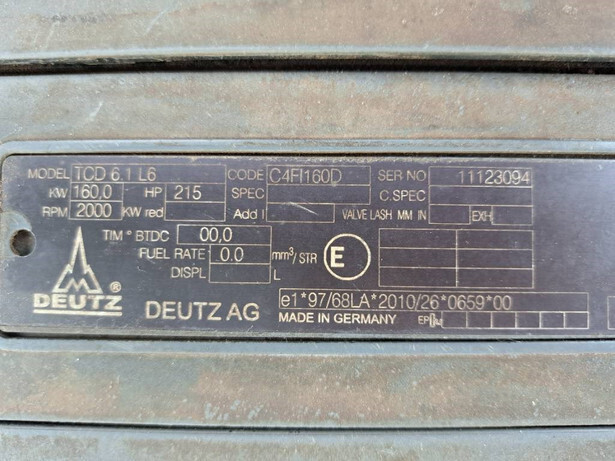 MODEL TCD 6.1 L6 CODE C4FI160D SER NO 11123094
KW 160,0 HP 215 SPEC C.SPEC
RPM 2000 KW red Add I VALVE LASH MM IN EXH
TIM ° BTDC 00,0
FUEL RATE 0.0 mm³/STR E
DISPL L
DEUTZ ®
DEUTZ AG e1*97/68LA*2010/26*0659*00
MADE IN GERMANY